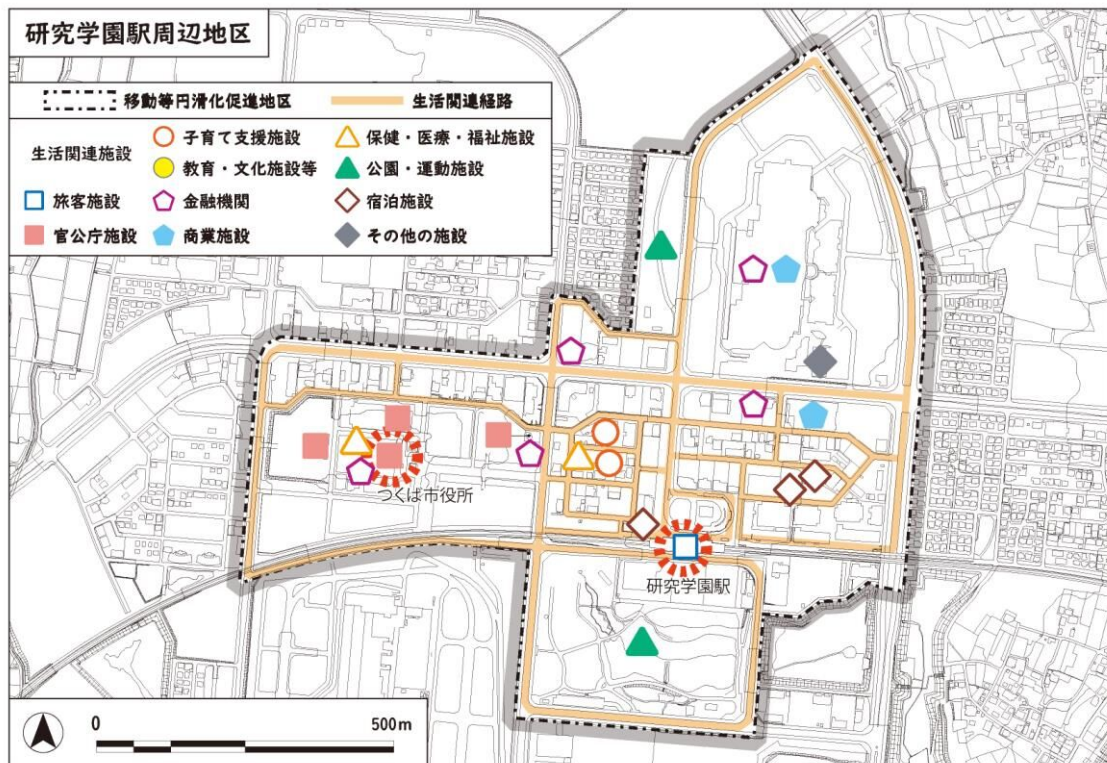 研究学園駅周辺地区
移動等円滑化促進地区
生活関連経路
生活関連施設
子育て支援施設
保健・医療・福祉施設
教育・文化施設等
公園・運動施設
旅客施設
金融機関
宿泊施設
官公庁施設
商業施設
その他の施設
つくば市役所
研究学園駅
0
500m